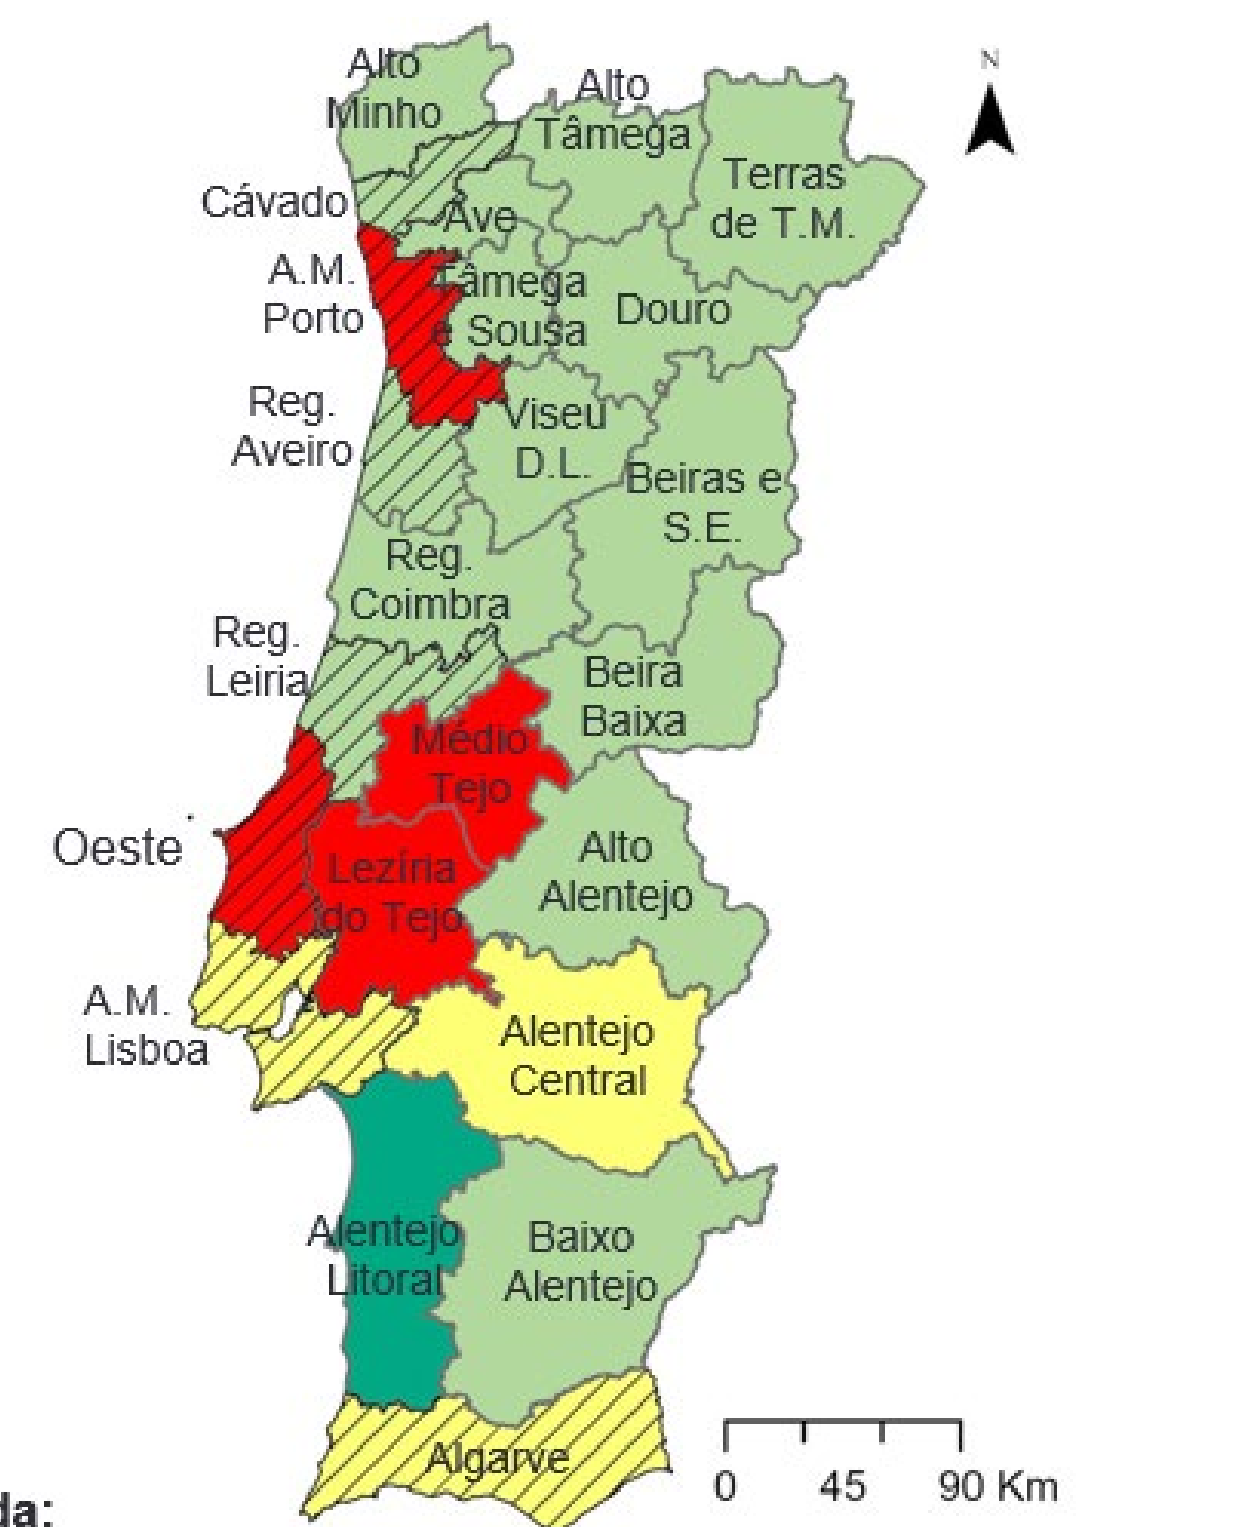 Alto
Minho
Alto
Tâmega
N
Terras
de T.M.
Cávado
Ave
A.M.
Porto
Tâmega
e Sousa
Douro
Reg.
Aveiro
Viseu
D.L.
Beiras e
S.E.
Reg.
Coimbra
Reg.
Leiria
Beira
Baixa
Médio
Tejo
Oeste
Lezíria
do Tejo
Alto
Alentejo
A.M.
Lisboa
Alentejo
Central
Alentejo
Litoral
Baixo
Alentejo
Algarve
0 45 90 Km
da: